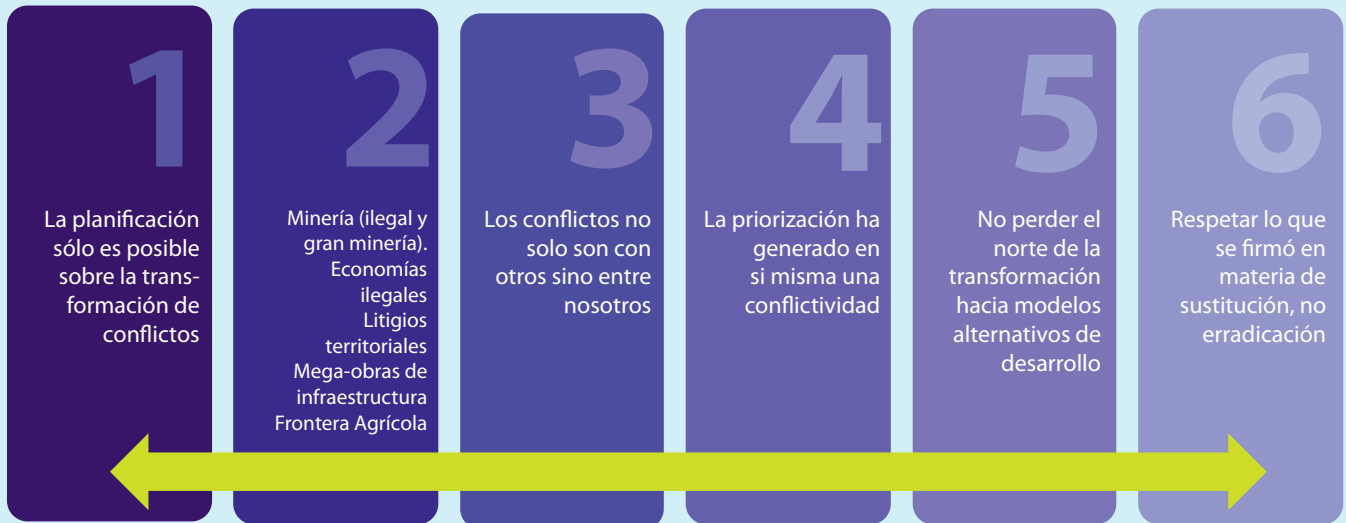 1
La planificación
sólo es posible
sobre la trans-
formación de
conflictos
2
Minería (ilegal y
gran minería).
Economías
ilegales
Litigios
territoriales
Mega-obras de
infraestructura
Frontera Agrícola
3
Los conflictos no
solo son con
otros sino entre
nosotros
4
La priorización ha
generado en
si misma una
conflictividad
5
No perder el
norte de la
transformación
hacia modelos
alternativos de
desarrollo
6
Respetar lo que
se firmó en
materia de
sustitución, no
erradicación